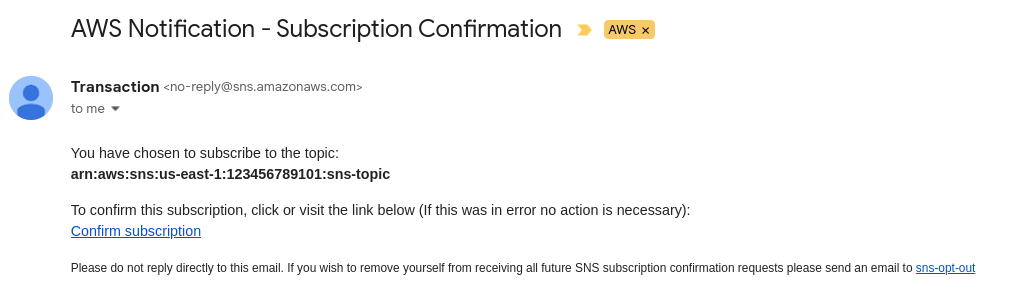 AWS Notification - Subscription Confirmation AWS ×
Transaction <no-reply@sns.amazonaws.com>
to me
You have chosen to subscribe to the topic:
arn:aws:sns:us-east-1:123456789101:sns-topic
To confirm this subscription, click or visit the link below (If this was in error no action is necessary):
Confirm subscription
Please do not reply directly to this email. If you wish to remove yourself from receiving all future SNS subscription confirmation requests please send an email to sns-opt-out